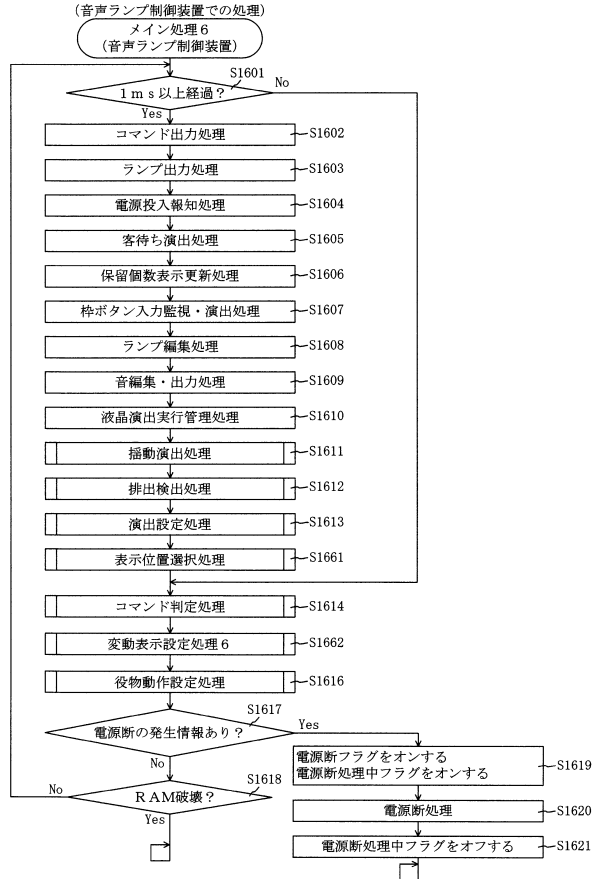 (音声ランプ制御装置での処理)
メイン処理6
(音声ランプ制御装置)
S1601
1ms以上経過?
No
Yes
コマンド出力処理 S1602
ランプ出力処理 S1603
電源投入報知処理 S1604
客待ち演出処理 S1605
保留個数表示更新処理 S1606
枠ボタン入力監視・演出処理 S1607
ランプ編集処理 S1608
音編集・出力処理 S1609
液晶演出実行管理処理 S1610
揺動演出処理 S1611
排出検出処理 S1612
演出設定処理 S1613
表示位置選択処理 S1661
コマンド判定処理 S1614
変動表示設定処理6 S1662
役物動作設定処理 S1616
S1617
電源断の発生情報あり?
Yes
No
電源断フラグをオンする
電源断処理中フラグをオンする
S1619
S1618
RAM破壊?
No
Yes
電源断処理 S1620
電源断処理中フラグをオフする S1621